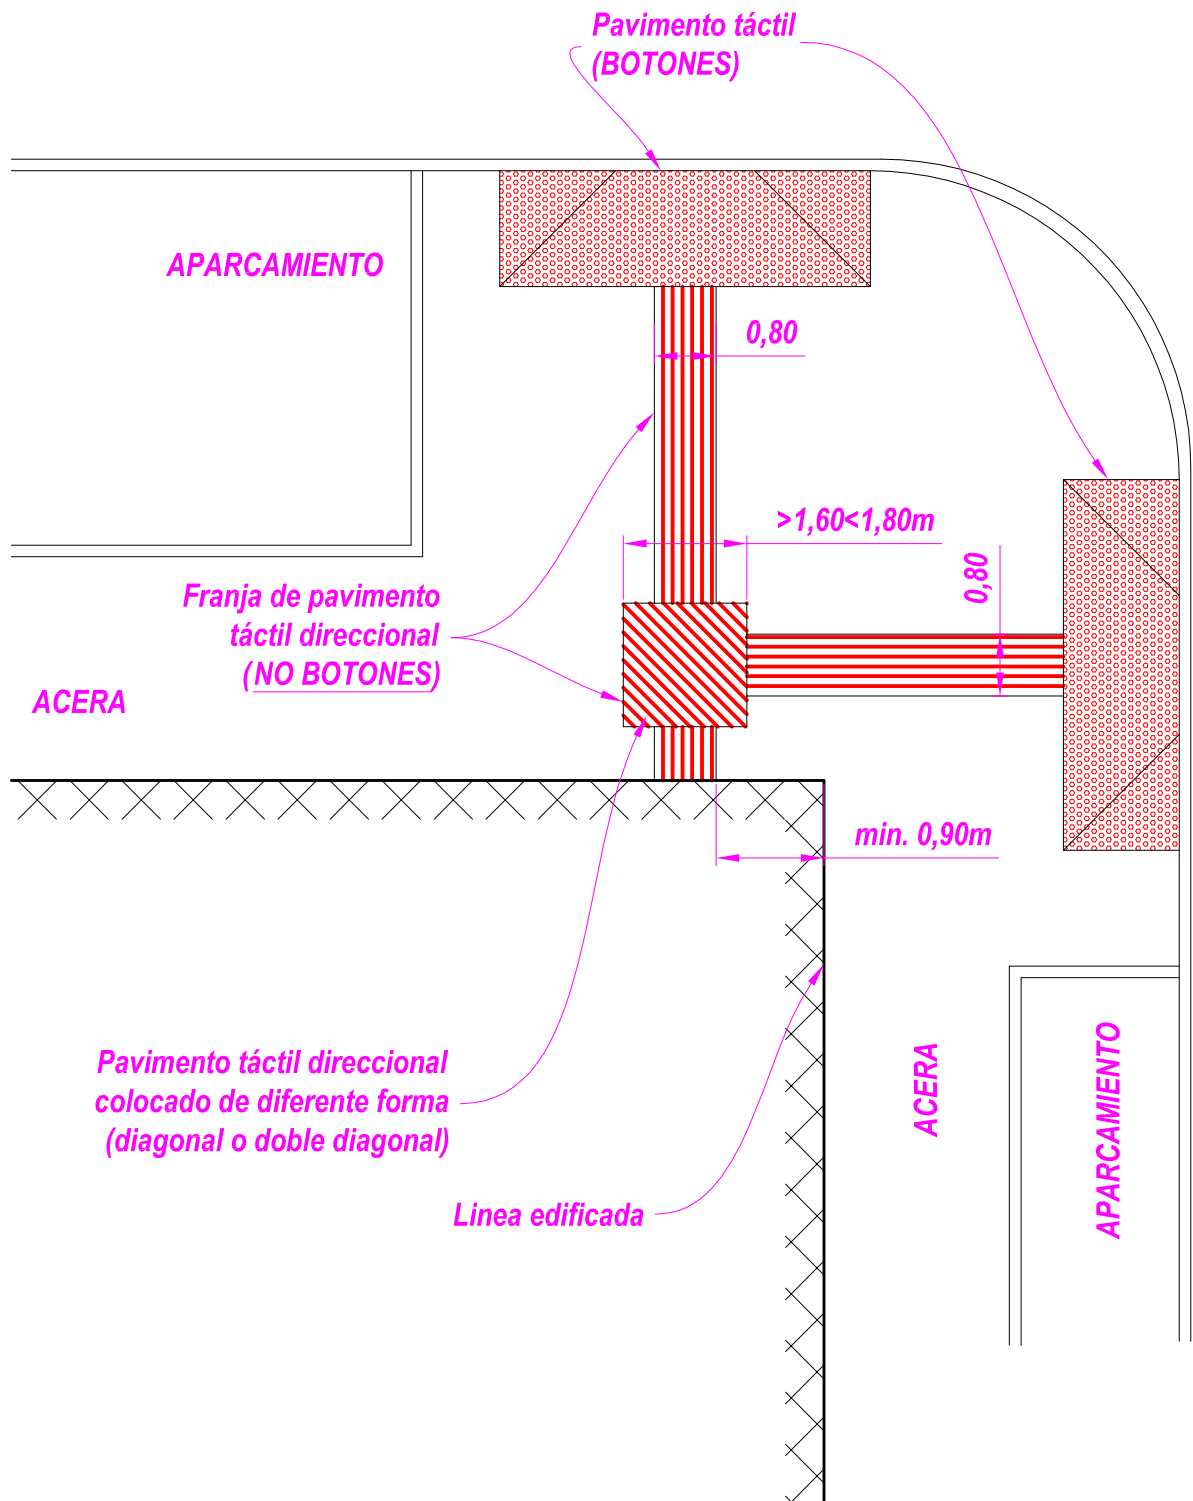 Pavimento táctil
(BOTONES)
APARCAMIENTO
0,80
>1,60<1,80m
0,80
Franja de pavimento
táctil direccional
(NO BOTONES)
ACERA
min. 0,90m
Pavimento táctil direccional
colocado de diferente forma
(diagonal o doble diagonal)
ACERA
APARCAMIENTO
Linea edificada